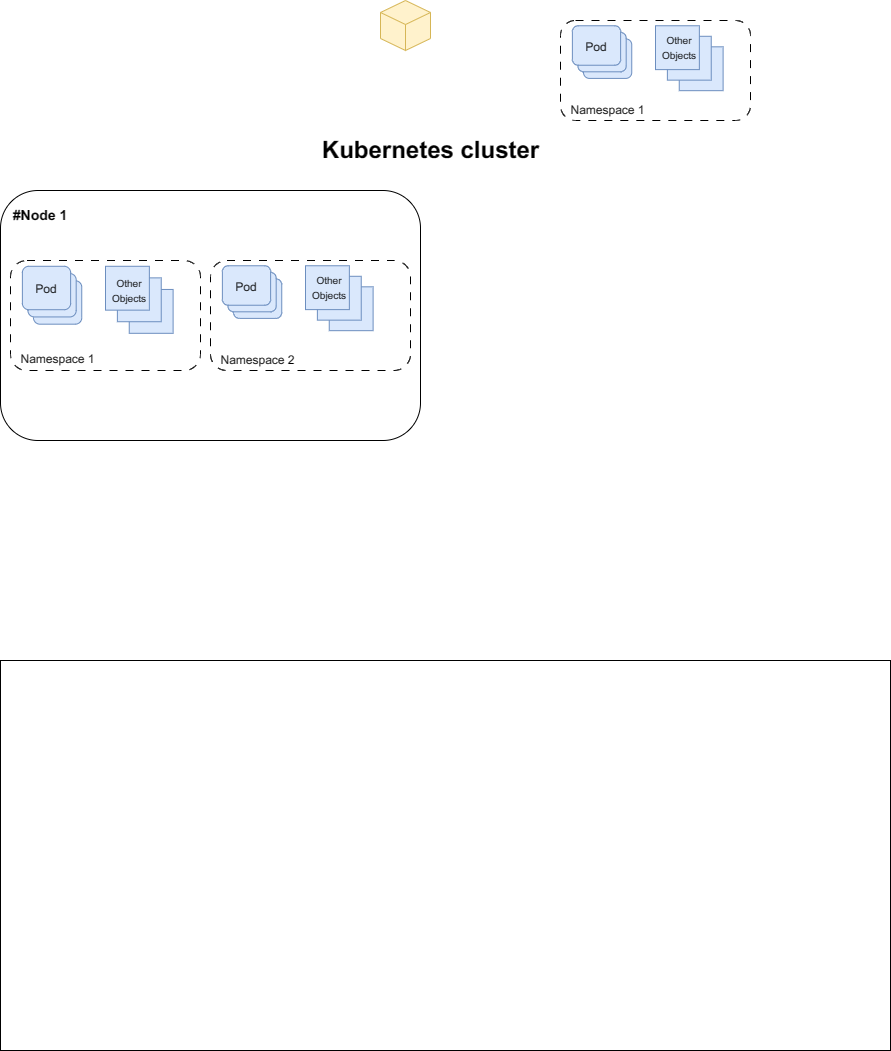 Pod
Other
Objects
Namespace 1
Kubernetes cluster
#Node 1
Pod
Other
Objects
Namespace 1
Pod
Other
Objects
Namespace 2